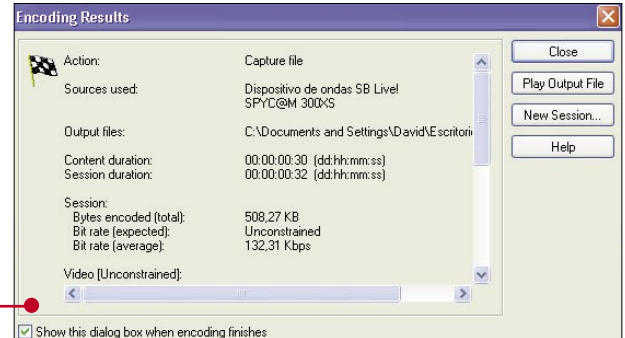 Encoding Results
Close
Play Output File
New Session...
Help
Action: Capture file
Sources used: Dispositivo de ondas SB Live!
SPYC@M 300XS
Output files: C:\Documents and Settings\David\Escritori
Content duration: 00:00:00:30 (dd:hh:mm:ss)
Session duration: 00:00:00:32 (dd:hh:mm:ss)
Session:
Bytes encoded (total): 508,27 KB
Bit rate (expected): Unconstrained
Bit rate (average): 132,31 Kbps
Video [Unconstrained]:
Show this dialog box when encoding finishes